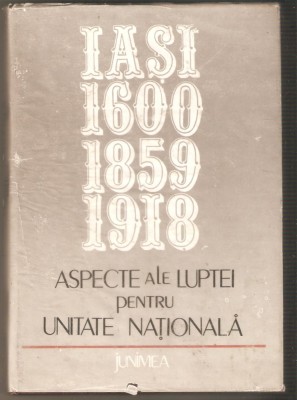 IAȘI
1600
1859
1918
ASPECTE ale LUPTEI
pENTRU
UNITATE NAȚIONALĂ
juNiMEA